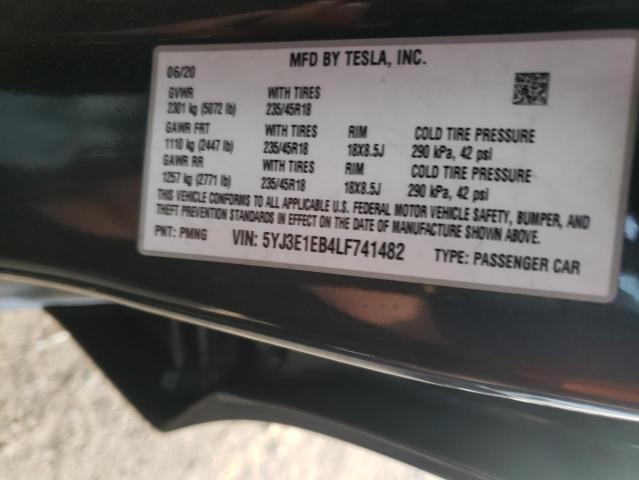 MFD BY TESLA, INC.
06/20
GVWR WITH TIRES
2301 kg (5072 lb) 235/45R18
GAWR FRT WITH TIRES RIM COLD TIRE PRESSURE
1110 kg (2447 lb) 235/45R18 18X8.5J 290 kPa, 42 psi
GAWR RR WITH TIRES RIM COLD TIRE PRESSURE
1257 kg (2771 lb) 235/45R18 18X8.5J 290 kPa, 42 psi
THIS VEHICLE CONFORMS TO ALL APPLICABLE U.S. FEDERAL MOTOR VEHICLE SAFETY, BUMPER, AND
THEFT PREVENTION STANDARDS IN EFFECT ON THE DATE OF MANUFACTURE SHOWN ABOVE.
PNT: PMNG VIN: 5YJ3E1EB4LF741482 TYPE: PASSENGER CAR